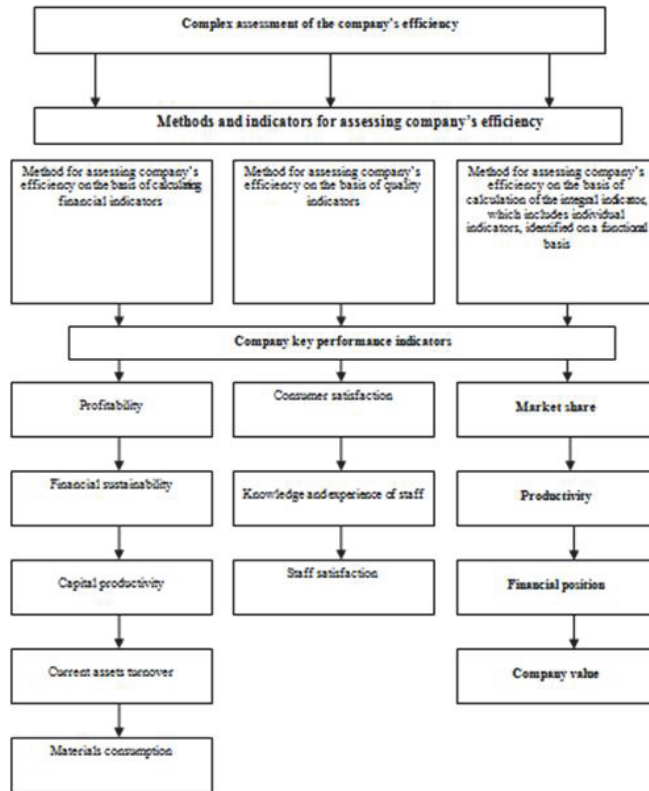 Complex assessment of the company's efficiency
Methods and indicators for assessing company's efficiency
Method for assessing company's
efficiency on the basis of calculating
financial indicators
Method for assessing company's
efficiency on the basis of quality
indicators
Method for assessing company's
efficiency on the basis of
calculation of the integral indicator,
which includes individual
indicators, identified on a functional
basis
Company key performance indicators
Profitability
Consumer satisfaction
Market share
Financial sustainability
Knowledge and experience of staff
Productivity
Capital productivity
Staff satisfaction
Financial position
Current assets turnover
Company value
Materials consumption